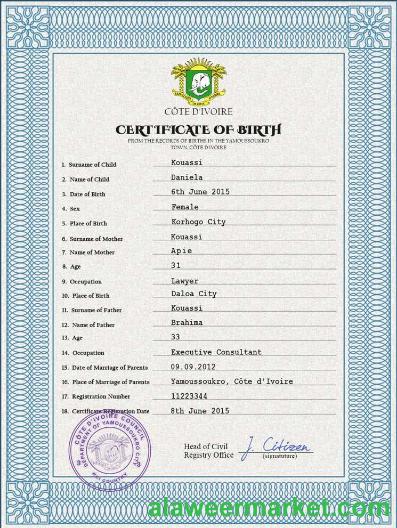 CÔTE D'IVOIRE
CERTIFICATE OF BIRTH
FROM THE RECORDS OF BIRTHS IN THE YAMOUSSOUKRO
TOWN, CÔTE D'IVOIRE
1. Surname of Child Kouassi
2. Name of Child Daniela
3. Date of Birth 6th June 2015
4. Sex Female
5. Place of Birth Korhogo City
6. Surname of Mother Kouassi
7. Name of Mother Apie
8. Age 31
9. Occupation Lawyer
10. Place of Birth Daloa City
11. Surname of Father Kouassi
12. Name of Father Brahima
13. Age 33
14. Occupation Executive Consultant
15. Date of Marriage of Parents 09.09.2012
16. Place of Marriage of Parents Yamoussoukro, Côte d'Ivoire
17. Registration Number 11223344
18. Certificate Registration Date 8th June 2015
CÔTE D'IVOIRE COUNCIL
DEPARTMENT OF YAMOUSSOUKRO CITY
Head of Civil
Registry Office
J. Citizen
(signatuture)
alaweermarket.com